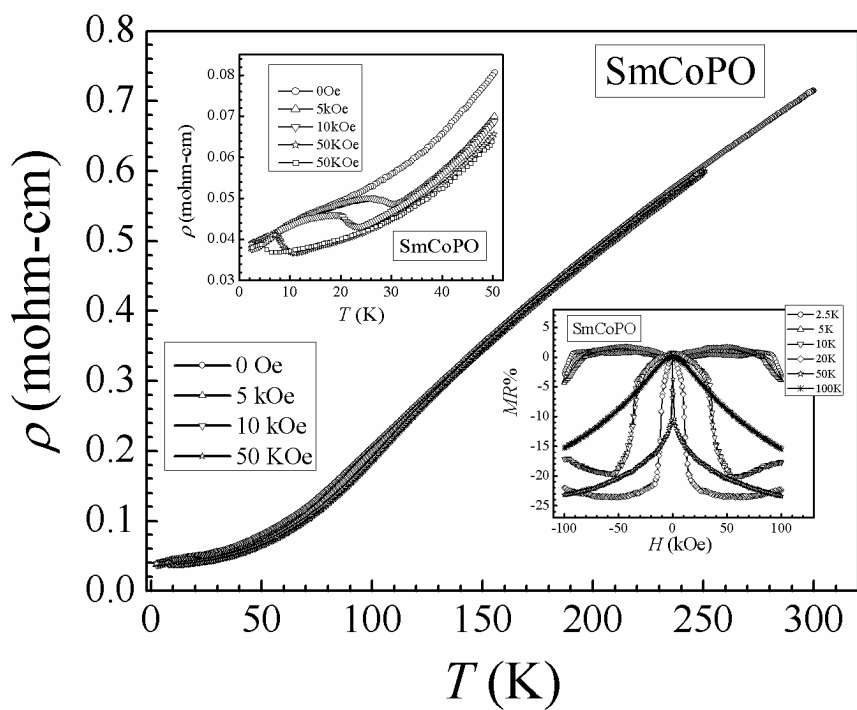 0.8
0.7
0.6
0.5
0.4
0.3
0.2
0.1
0.0
ρ (mohm-cm)
0 50 100 150 200 250 300
T (K)
SmCoPO
0 Oe
5 kOe
10 kOe
50 KOe
0.08
0.07
0.06
0.05
0.04
0.03
ρ (mohm-cm)
0 10 20 30 40 50
T (K)
0Oe
5kOe
10kOe
50KOe
50KOe
SmCoPO
5
0
-5
-10
-15
-20
-25
MR%
-100 -50 0 50 100
H (kOe)
SmCoPO
2.5K
5K
10K
20K
50K
100K